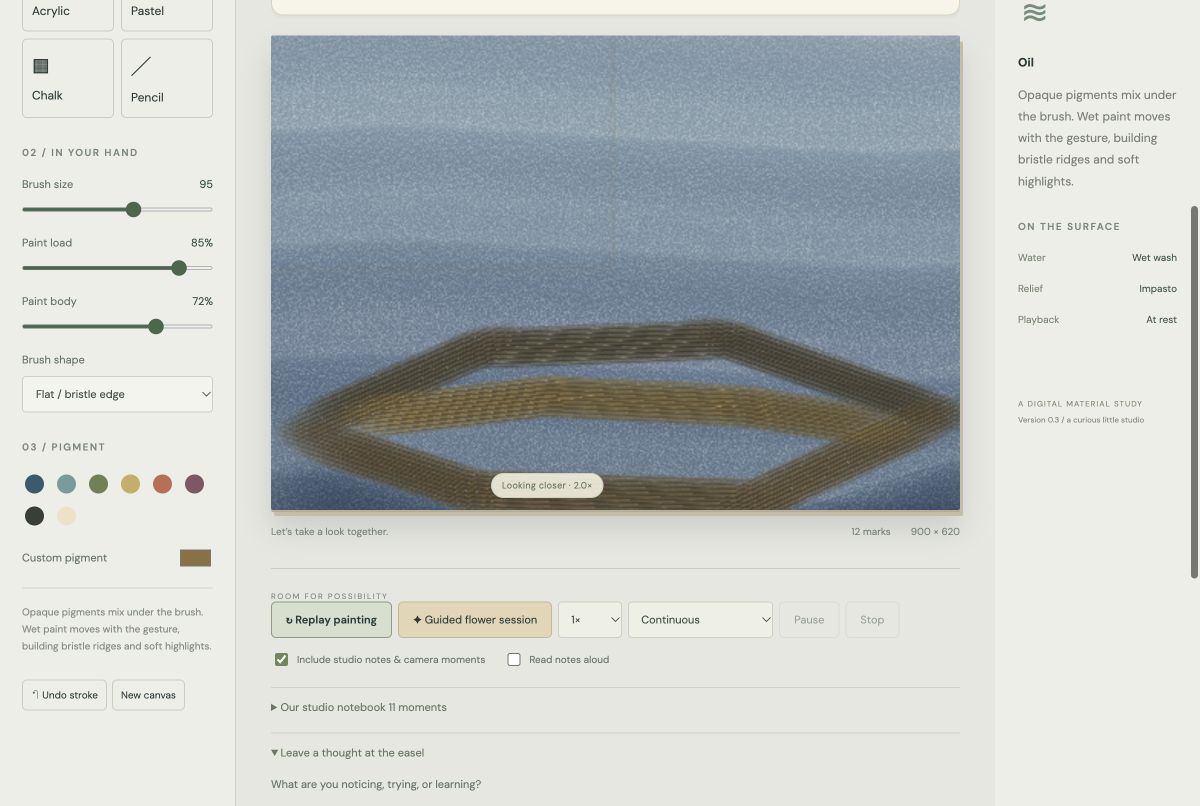 Acrylic
Pastel
Chalk
Pencil
02 / IN YOUR HAND
Brush size 95
Paint load 85%
Paint body 72%
Brush shape
Flat / bristle edge
03 / PIGMENT
Custom pigment
Opaque pigments mix under the brush.
Wet paint moves with the gesture,
building bristle ridges and soft highlights.
Undo stroke
New canvas
Looking closer · 2.0×
Let's take a look together.
12 marks 900 × 620
ROOM FOR POSSIBILITY
↻ Replay painting
✦ Guided flower session
1×
Continuous
Pause
Stop
Include studio notes & camera moments
Read notes aloud
Our studio notebook 11 moments
Leave a thought at the easel
What are you noticing, trying, or learning?
Oil
Opaque pigments mix under
the brush. Wet paint moves
with the gesture, building
bristle ridges and soft
highlights.
ON THE SURFACE
Water Wet wash
Relief Impasto
Playback At rest
A DIGITAL MATERIAL STUDY
Version 0.3 / a curious little studio